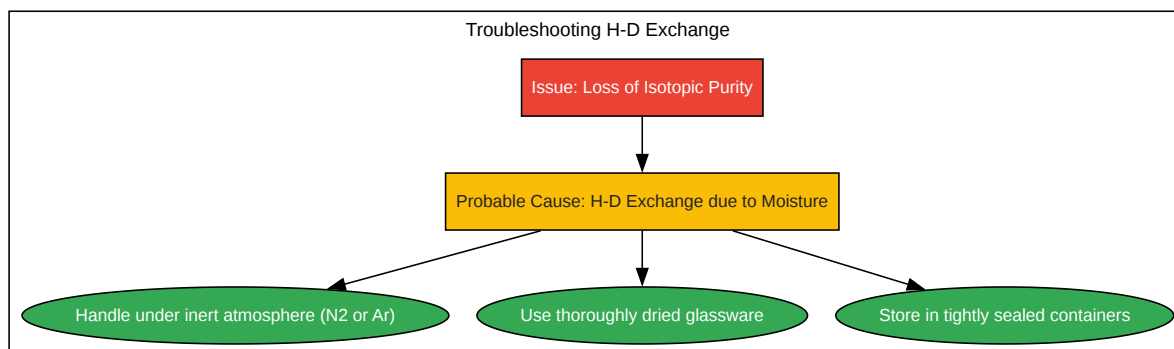 Troubleshooting H-D Exchange
Issue: Loss of Isotopic Purity
Probable Cause: H-D Exchange due to Moisture
Handle under inert atmosphere (N2 or Ar)
Use thoroughly dried glassware
Store in tightly sealed containers